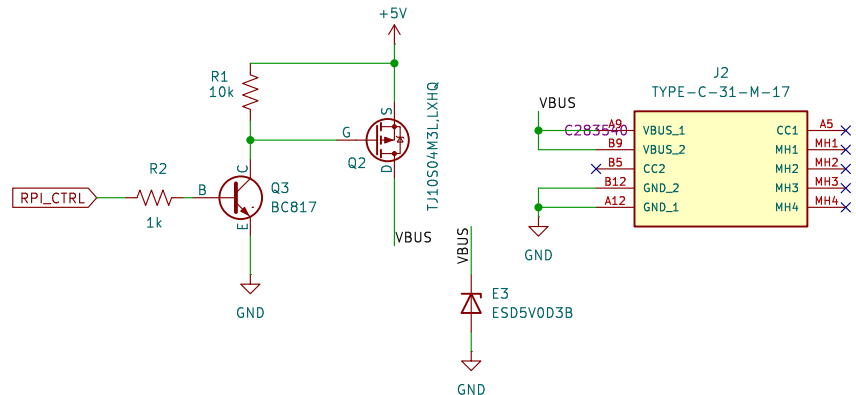 +5V
R1
10k
S
G
Q2
D
TJ10S04M3L,LXHQ
RPI_CTRL
R2
1k
B
C
E
Q3
BC817
GND
VBUS
VBUS
E3
ESD5V0D3B
GND
J2
TYPE-C-31-M-17
VBUS
C283540
A9 VBUS_1 CC1 A5
B9 VBUS_2 MH1 MH1
B5 CC2 MH2 MH2
B12 GND_2 MH3 MH3
A12 GND_1 MH4 MH4
GND